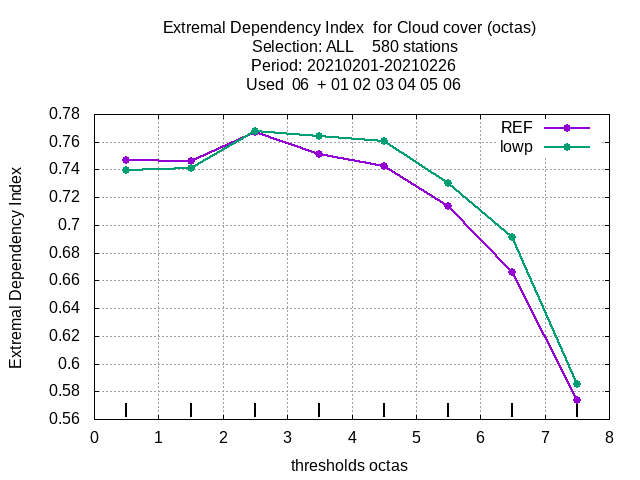 Extremal Dependency Index  for Cloud cover (octas)
Selection: ALL    580 stations
Period: 20210201-20210226
Used  06  + 01 02 03 04 05 06
REF
lowp
0.78
0.76
0.74
0.72
0.7
0.68
0.66
0.64
0.62
0.6
0.58
0.56
Extremal Dependency Index
0 1 2 3 4 5 6 7 8
thresholds octas